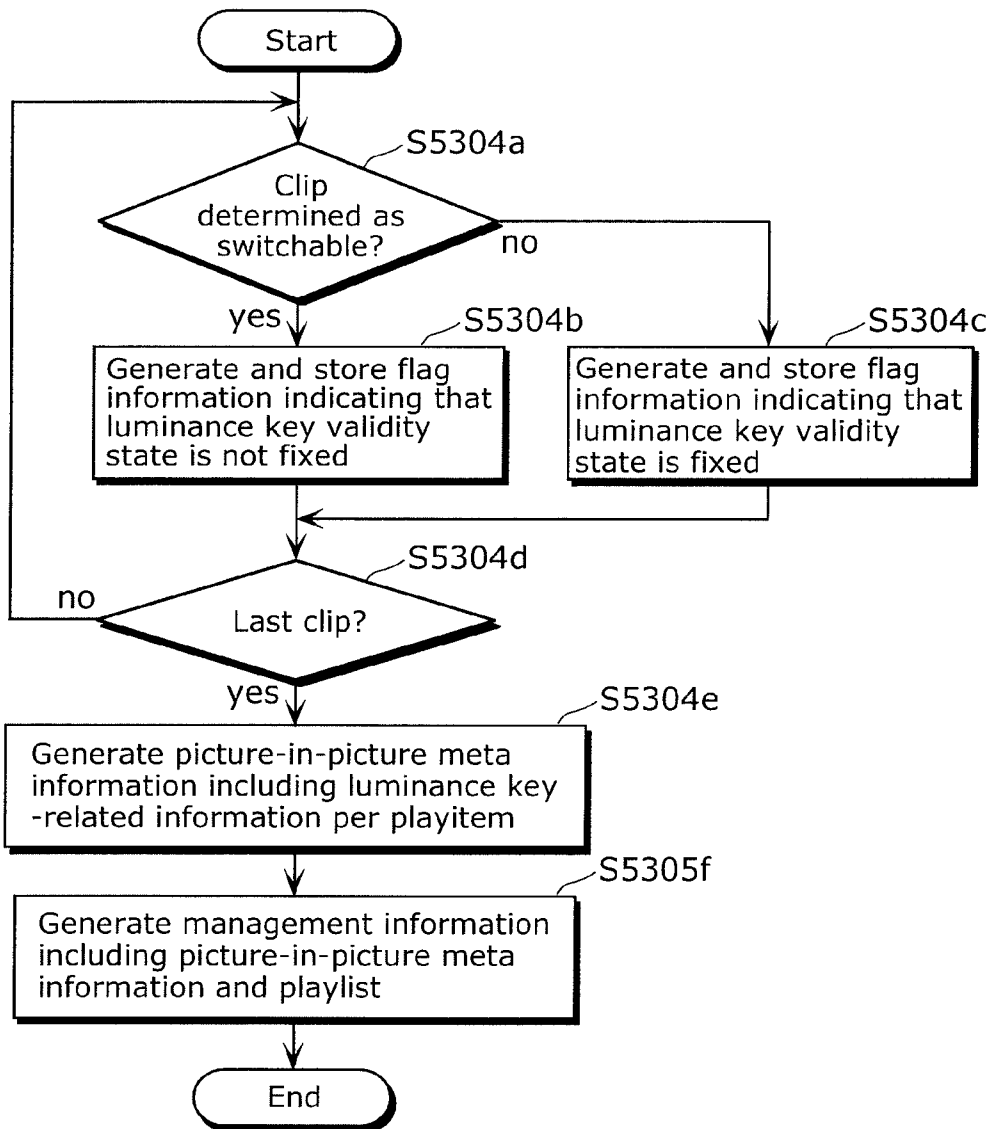 Start
S5304a
Clip
determined as
switchable?
no
yes
S5304b
S5304c
Generate and store flag
information indicating that
luminance key validity
state is not fixed
Generate and store flag
information indicating that
luminance key validity
state is fixed
S5304d
no
Last clip?
yes
S5304e
Generate picture-in-picture meta
information including luminance key
-related information per playitem
S5305f
Generate management information
including picture-in-picture meta
information and playlist
End